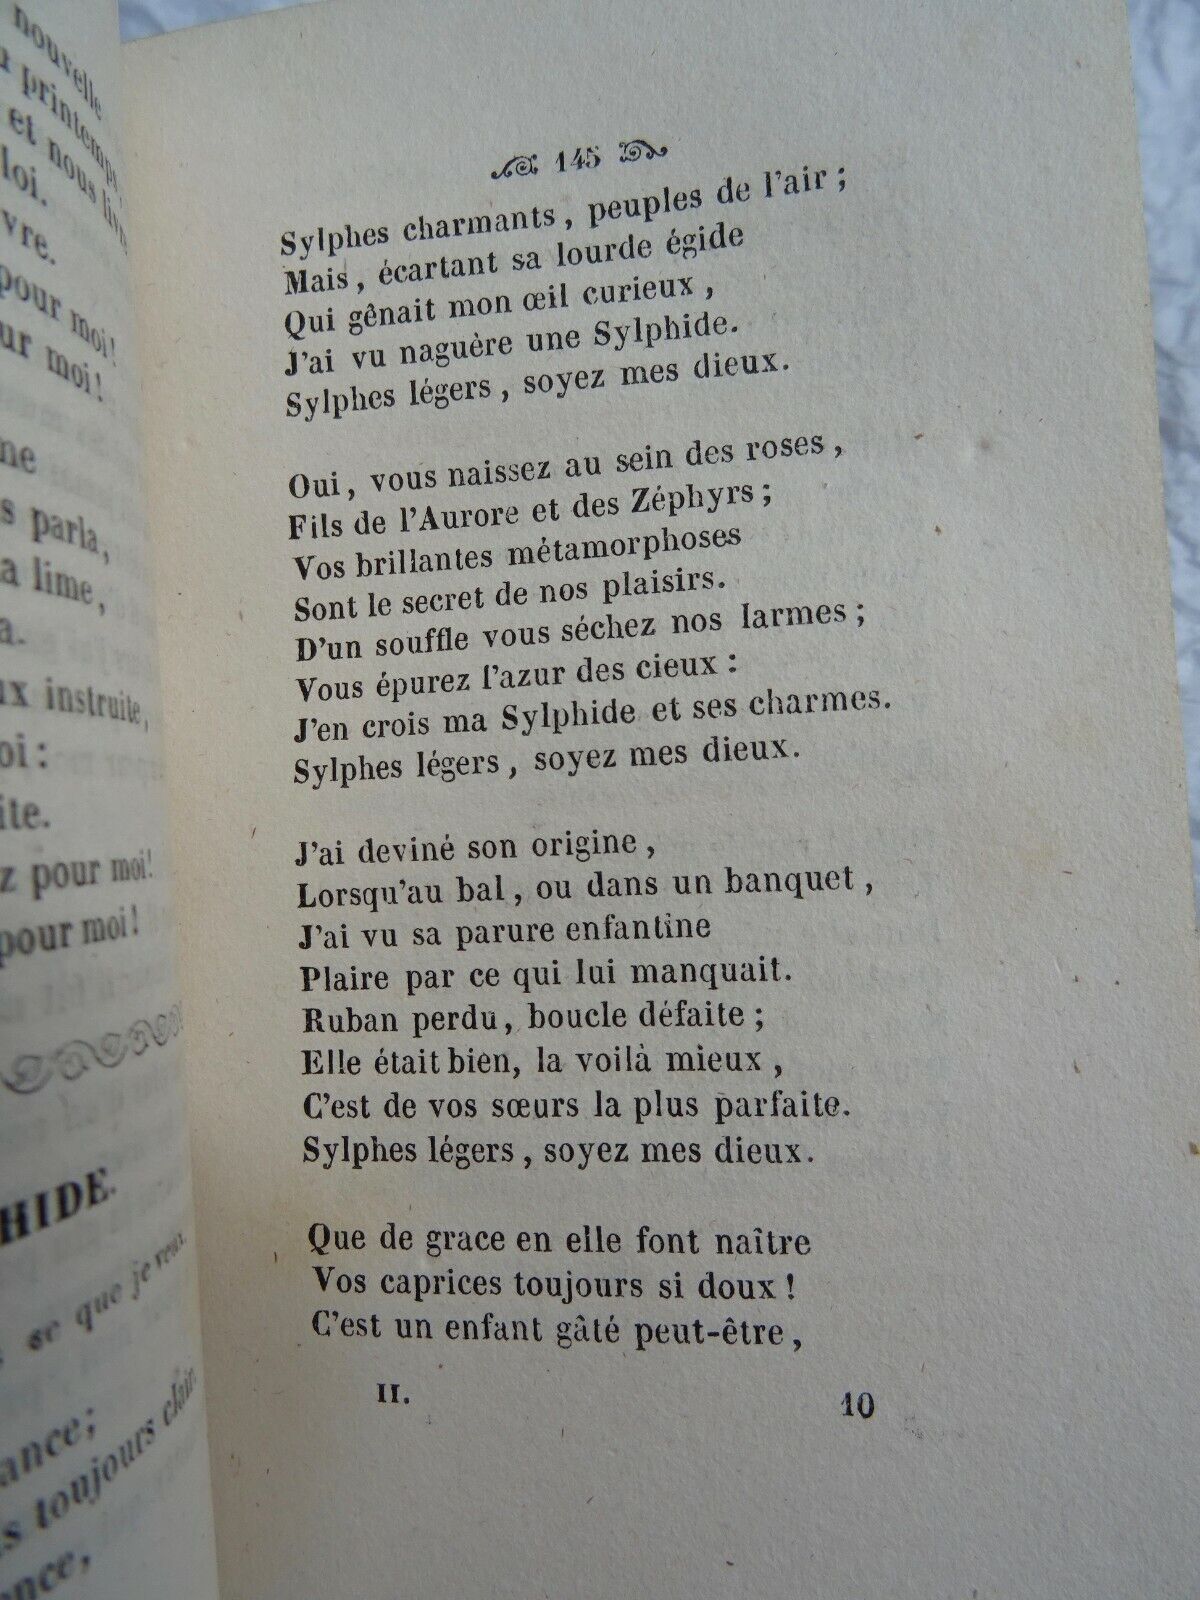 nouvelle
printemps,
et nous
loi.
vre.
pour moi!
ur moi!
ne
s parla,
a lime,
a.
ux instruite,
oi :
ite.
z pour moi!
pour moi!
HIDE.
se que je veux.
ance;
s toujours clair,
ence,
145
Sylphes charmants, peuples de l'air ;
Mais, écartant sa lourde égide
Qui gênait mon œil curieux,
J'ai vu naguère une Sylphide.
Sylphes légers, soyez mes dieux.
Oui, vous naissez au sein des roses,
Fils de l'Aurore et des Zéphyrs ;
Vos brillantes métamorphoses
Sont le secret de nos plaisirs.
D'un souffle vous séchez nos larmes ;
Vous épurez l'azur des cieux :
J'en crois ma Sylphide et ses charmes.
Sylphes légers, soyez mes dieux.
J'ai deviné son origine,
Lorsqu'au bal, ou dans un banquet,
J'ai vu sa parure enfantine
Plaire par ce qui lui manquait.
Ruban perdu, boucle défaite ;
Elle était bien, la voilà mieux,
C'est de vos sœurs la plus parfaite.
Sylphes légers, soyez mes dieux.
Que de grace en elle font naître
Vos caprices toujours si doux !
C'est un enfant gâté peut-être,
II. 10